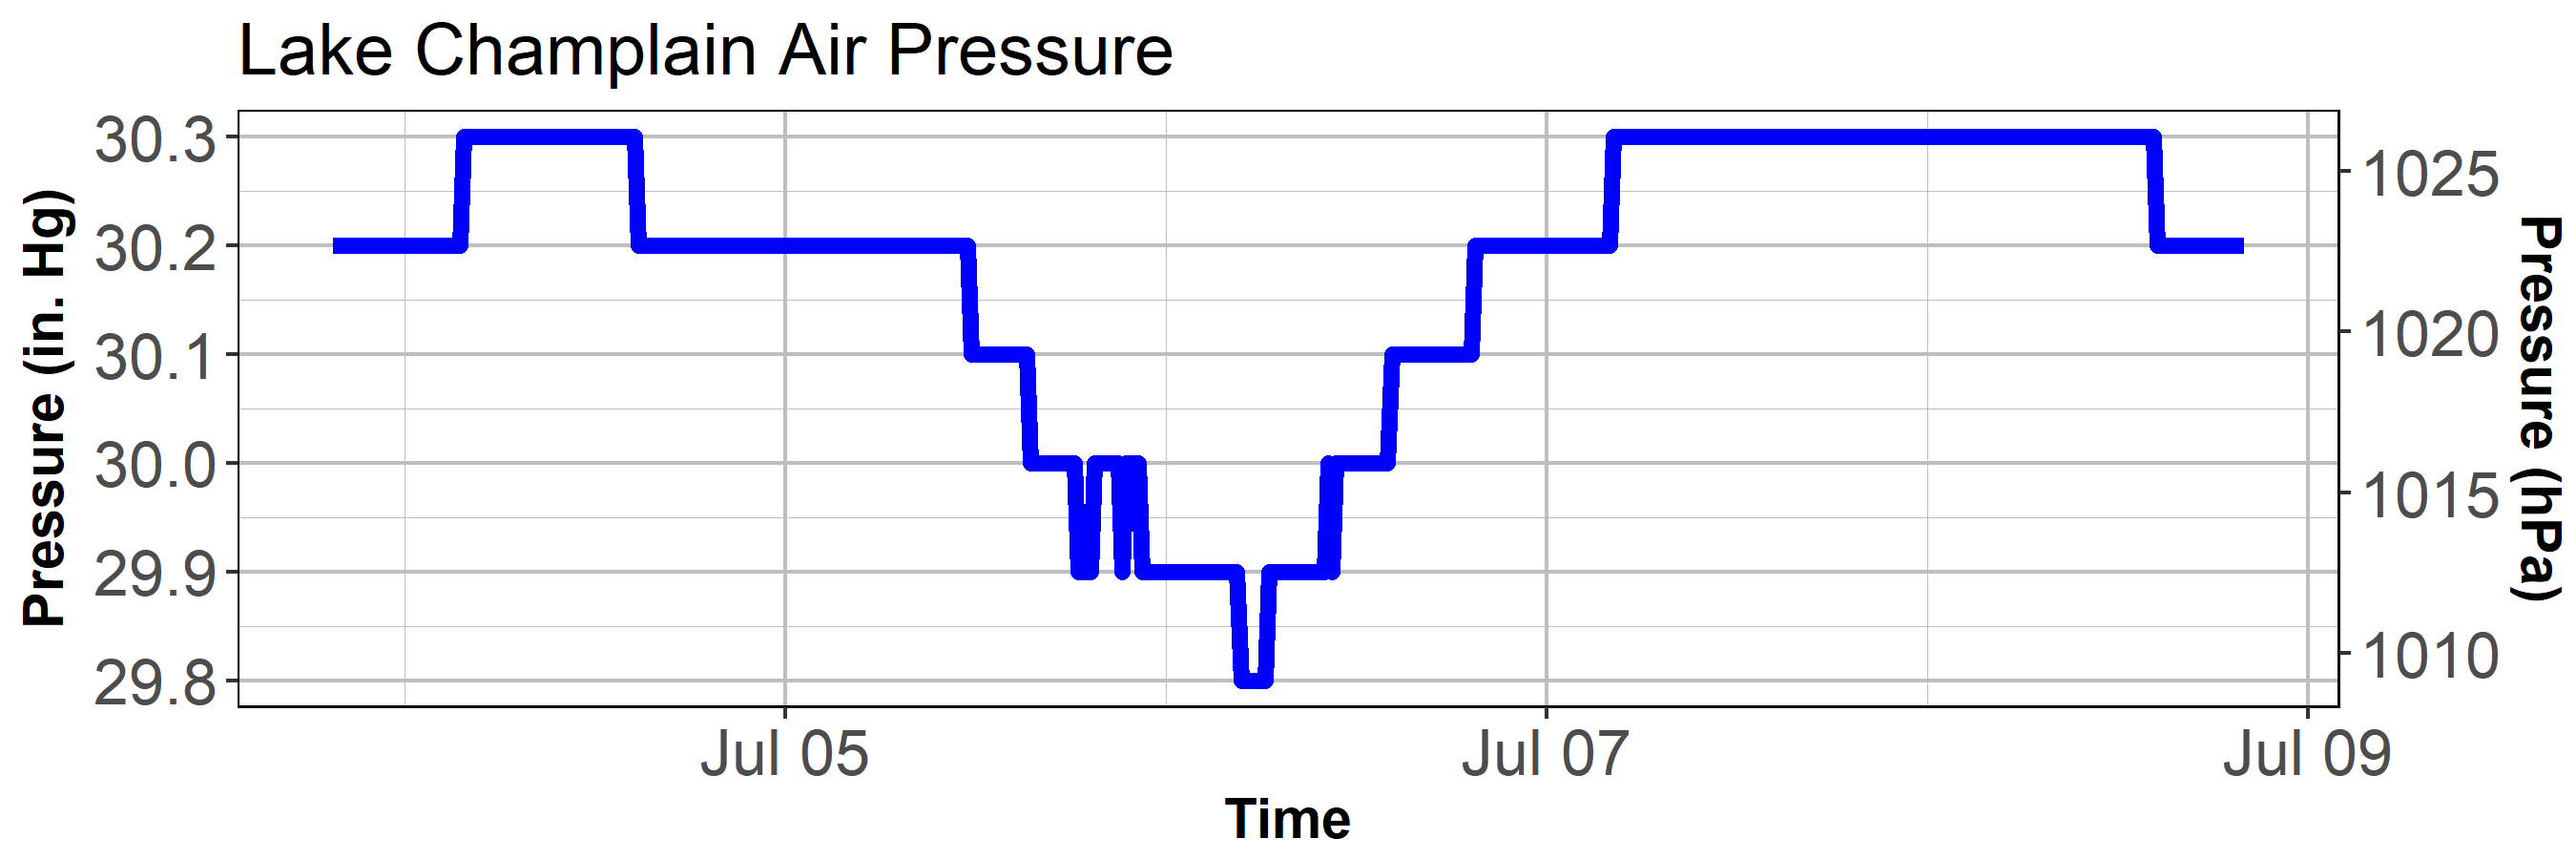 Lake Champlain Air Pressure
Pressure (in. Hg)
30.3
30.2
30.1
30.0
29.9
29.8
1025
1020
1015
1010
Pressure (hPa)
Jul 05 Jul 07 Jul 09
Time